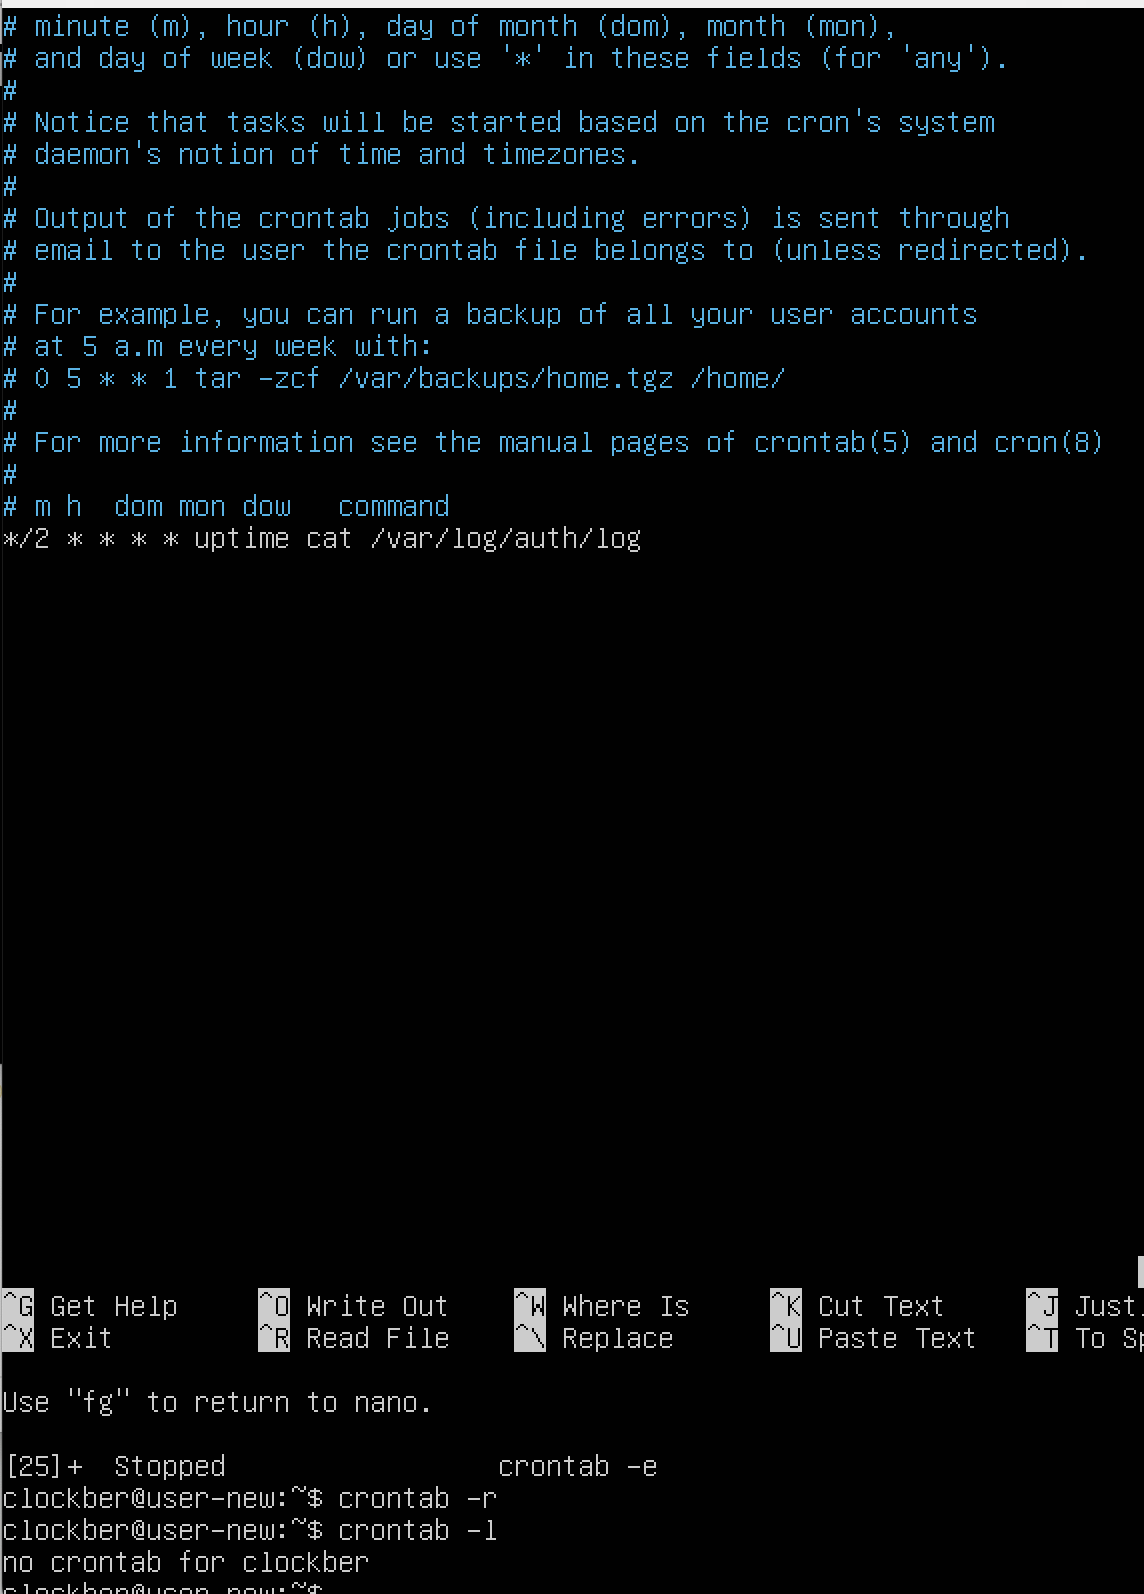 # minute (m), hour (h), day of month (dom), month (mon),
# and day of week (dow) or use '*' in these fields (for 'any').
#
# Notice that tasks will be started based on the cron's system
# daemon's notion of time and timezones.
#
# Output of the crontab jobs (including errors) is sent through
# email to the user the crontab file belongs to (unless redirected).
#
# For example, you can run a backup of all your user accounts
# at 5 a.m every week with:
# 0 5 * * 1 tar -zcf /var/backups/home.tgz /home/
#
# For more information see the manual pages of crontab(5) and cron(8)
#
# m h  dom mon dow   command
*/2 * * * * uptime cat /var/log/auth/log
^G Get Help ^O Write Out ^W Where Is ^K Cut Text ^J Just
^X Exit ^R Read File ^\ Replace ^U Paste Text ^T To Sp
Use "fg" to return to nano.
[25]+  Stopped                 crontab -e
clockber@user-new:~$ crontab -r
clockber@user-new:~$ crontab -l
no crontab for clockber
clockber@user-new:~$